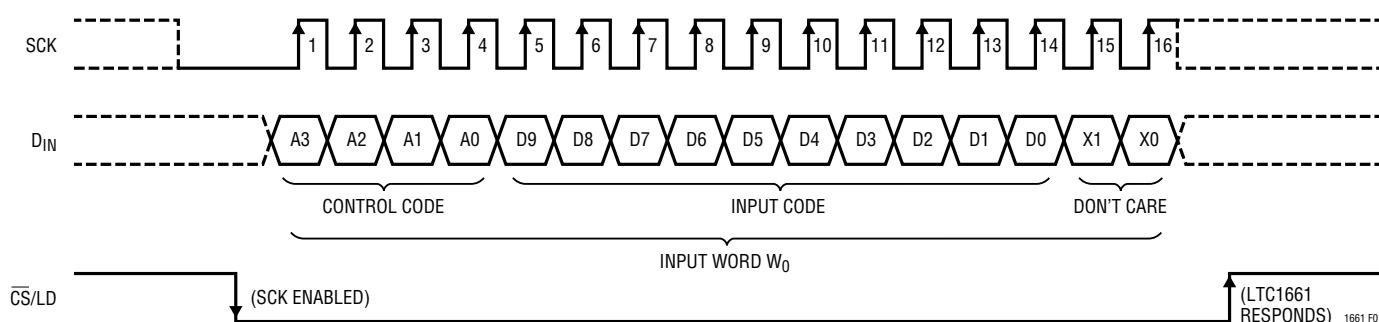 SCK 1 2 3 4 5 6 7 8 9 10 11 12 13 14 15 16
DIN A3 A2 A1 A0 D9 D8 D7 D6 D5 D4 D3 D2 D1 D0 X1 X0
CONTROL CODE INPUT CODE DON'T CARE
INPUT WORD W0
CS/LD (SCK ENABLED) (LTC1661
RESPONDS) 1661 F0